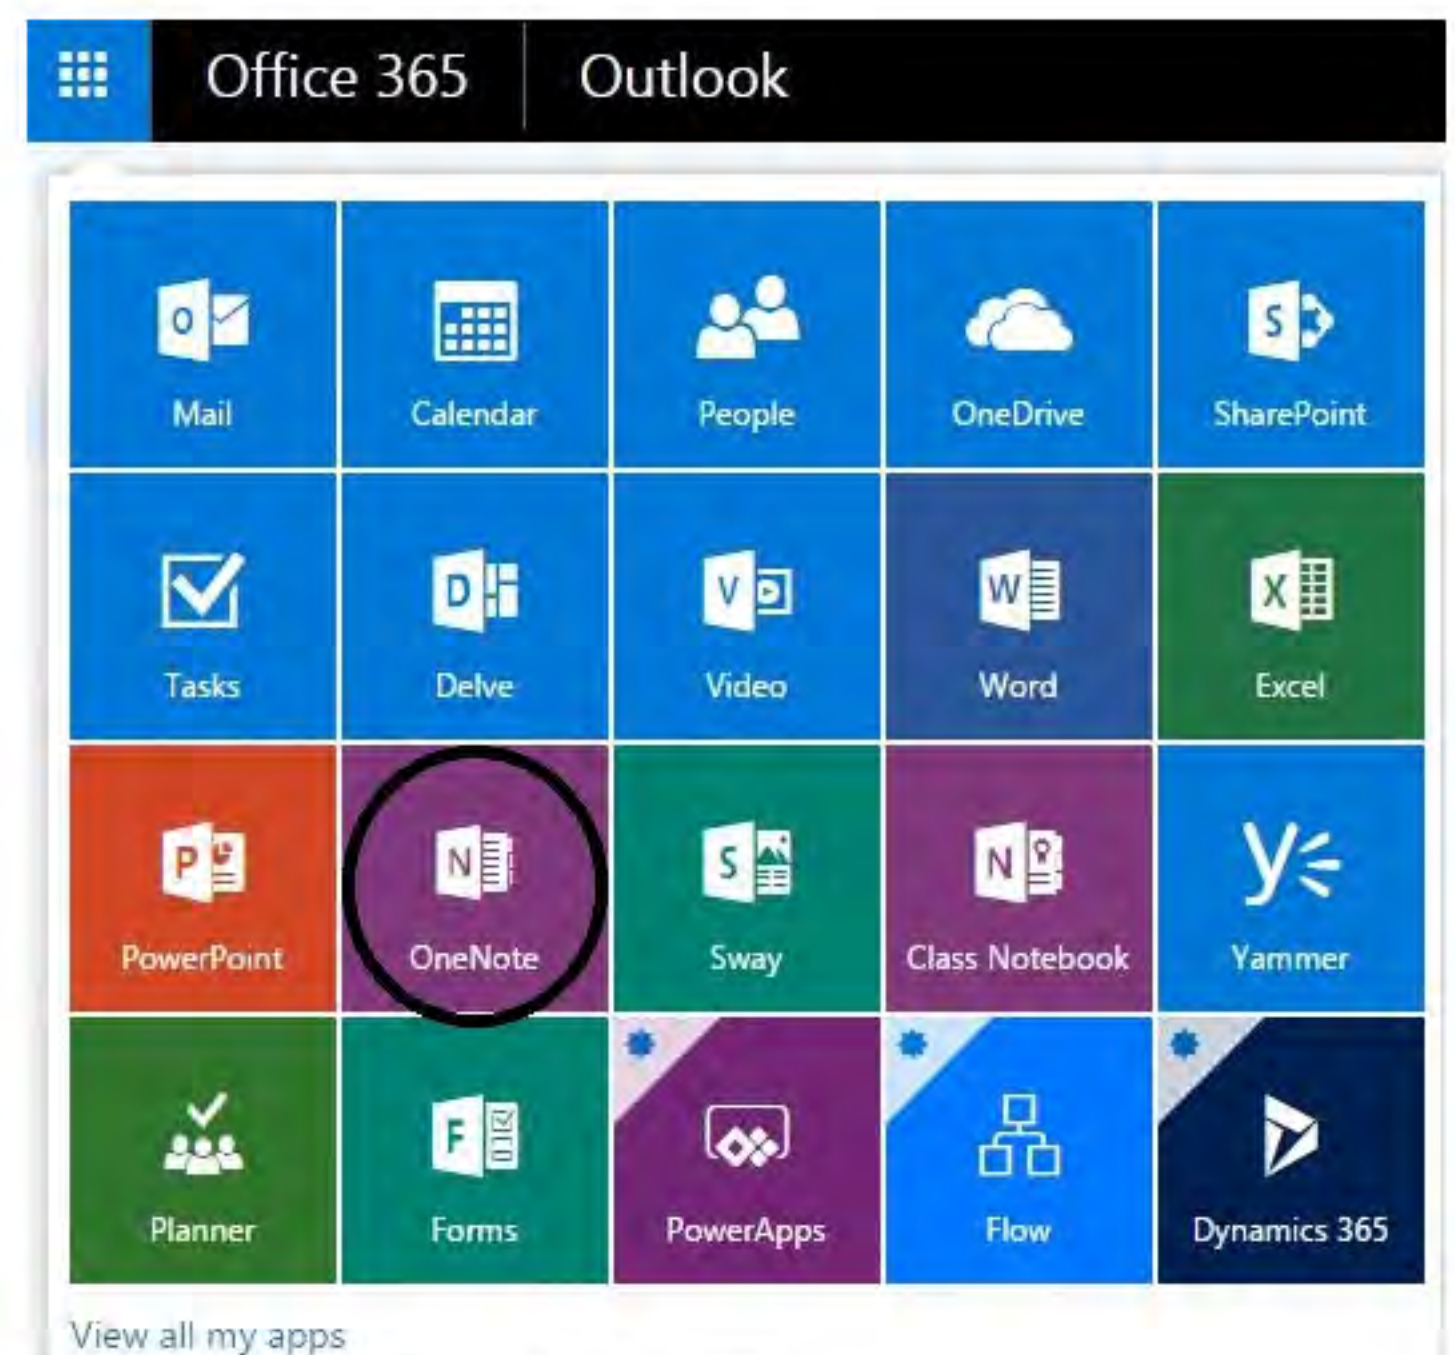 Office 365 Outlook
Mail Calendar People OneDrive SharePoint
Tasks Delve Video Word Excel
PowerPoint OneNote Sway Class Notebook Yammer
Planner Forms PowerApps Flow Dynamics 365
View all my apps